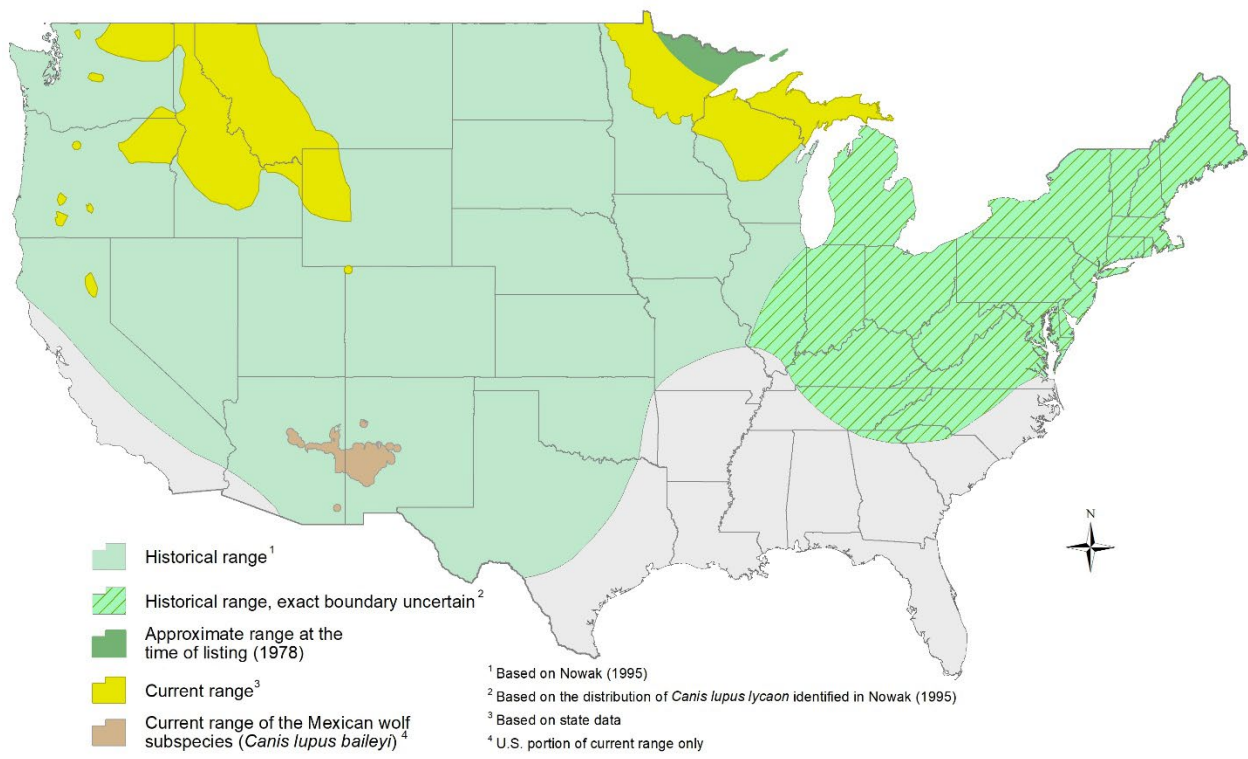 N
Historical range¹
Historical range, exact boundary uncertain²
Approximate range at the
time of listing (1978)
Current range³
Current range of the Mexican wolf
subspecies (Canis lupus baileyi) ⁴
¹ Based on Nowak (1995)
² Based on the distribution of Canis lupus lycaon identified in Nowak (1995)
³ Based on state data
⁴ U.S. portion of current range only